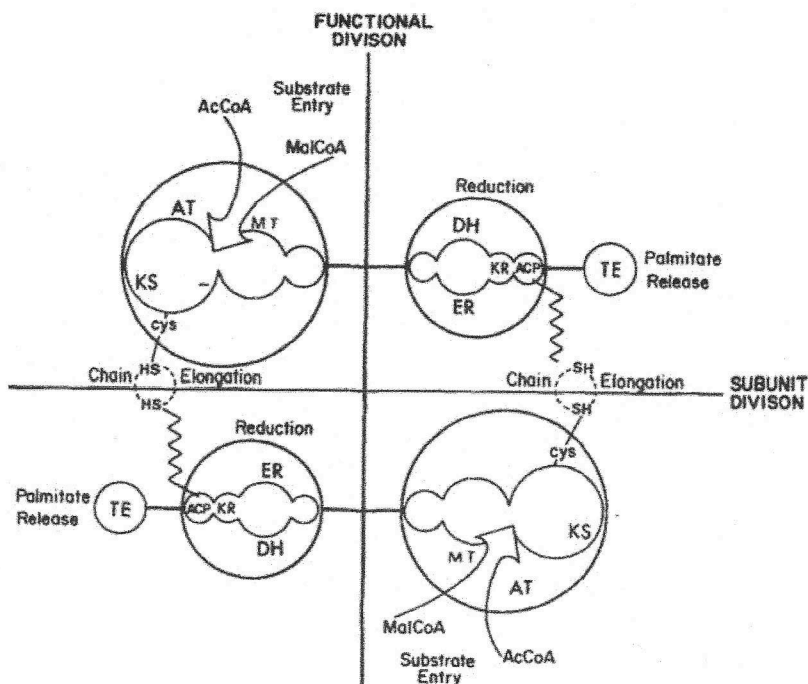 FUNCTIONAL
DIVISON
Substrate
Entry
AcCoA
MalCoA
AT
MT
KS
cys
HS
Chain
Elongation
HS
Reduction
DH
KR
ACP
ER
TE
Palmitate
Release
SH
Chain
Elongation
SH
cys
SUBUNIT
DIVISON
Reduction
ER
Palmitate
Release
TE
ACP
KR
DH
KS
MT
AT
MalCoA
AcCoA
Substrate
Entry